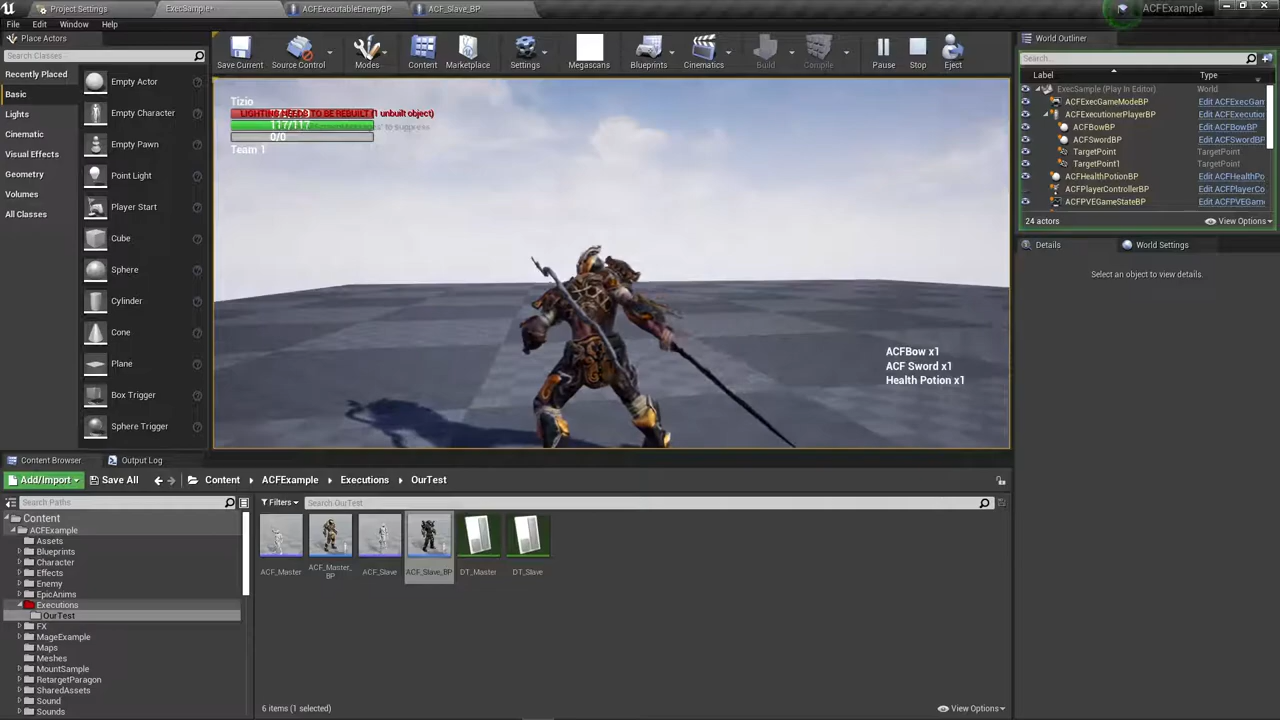 Project Settings
ExecSample•
ACFExecutableEnemyBP
ACF_Slave_BP
ACFExample
File Edit Window Help
Place Actors
Search Classes
Recently Placed
Basic
Lights
Cinematic
Visual Effects
Geometry
Volumes
All Classes
Empty Actor
Empty Character
Empty Pawn
Point Light
Player Start
Cube
Sphere
Cylinder
Cone
Plane
Box Trigger
Sphere Trigger
Save Current
Source Control
Modes
Content
Marketplace
Settings
Megascans
Blueprints
Cinematics
Build
Compile
Pause
Stop
Eject
Tizio
LIGHTING NEEDS TO BE REBUILT (1 unbuilt object)
117/117
0/0
Team 1
ACFBow x1
ACF Sword x1
Health Potion x1
World Outliner
Search...
Label Type
ExecSample (Play In Editor) World
ACFExecGameModeBP Edit ACFExecGam
ACFExecutionerPlayerBP Edit ACFExecutio
ACFBowBP Edit ACFBowBP
ACFSwordBP Edit ACFSwordBP
TargetPoint TargetPoint
TargetPoint1 TargetPoint
ACFHealthPotionBP Edit ACFHealthPo
ACFPlayerControllerBP Edit ACFPlayerCo
ACFPVEGameStateBP Edit ACFPVEGam
24 actors
View Options
Details
World Settings
Select an object to view details.
Content Browser
Output Log
Add/Import
Save All
Content
ACFExample
Executions
OurTest
Search Paths
Filters
Search OurTest
Content
ACFExample
Assets
Blueprints
Character
Effects
Enemy
EpicAnims
Executions
OurTest
FX
MageExample
Maps
Meshes
MountSample
RetargetParagon
SharedAssets
Sound
Sounds
ACF_Master
ACF_Master_
BP
ACF_Slave
ACF_Slave_BP
DT_Master
DT_Slave
6 items (1 selected)
View Options